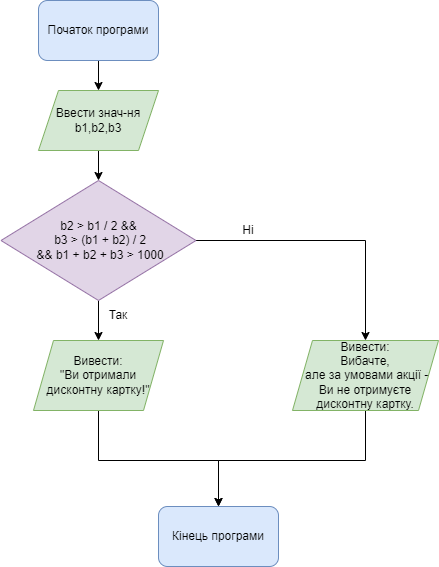 Початок програми
Ввести знач-ня
b1,b2,b3
b2 > b1 / 2 &&
b3 > (b1 + b2) / 2
&& b1 + b2 + b3 > 1000
Ні
Так
Вивести:
"Ви отримали
дисконтну картку!"
Вивести:
Вибачте,
але за умовами акції -
Ви не отримуєте
дисконтну картку.
Кінець програми